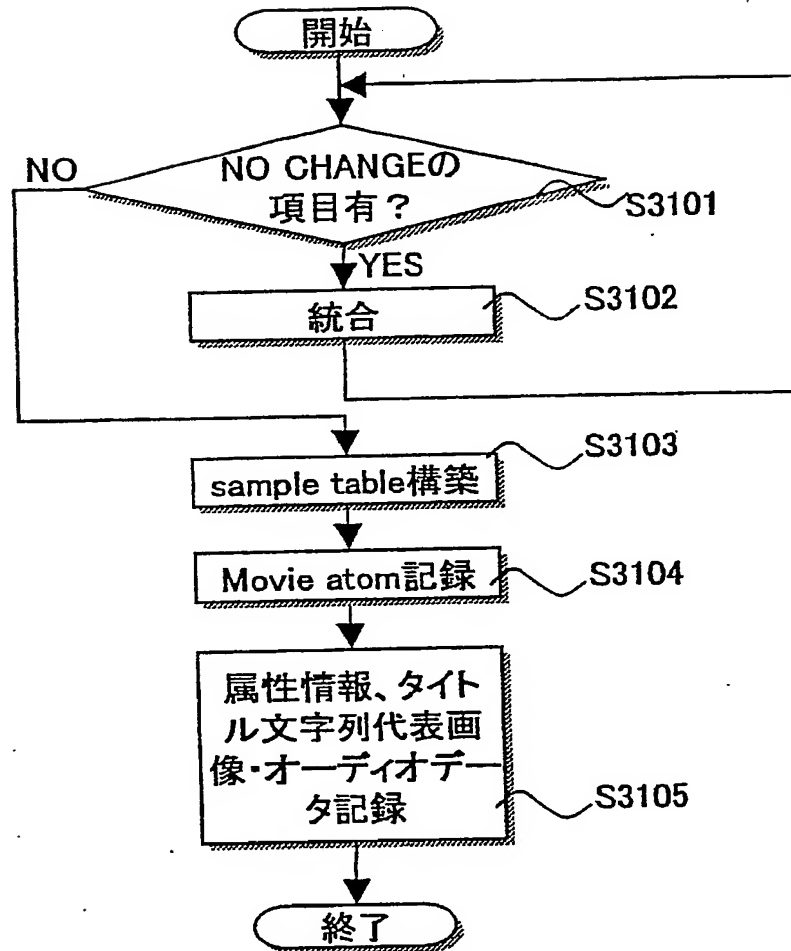 開始
NO
NO CHANGEの
項目有？
S3101
YES
統合
S3102
S3103
sample table構築
Movie atom記録
S3104
属性情報、タイト
ル文字列代表画
像・オーディオデー
タ記録
S3105
終了